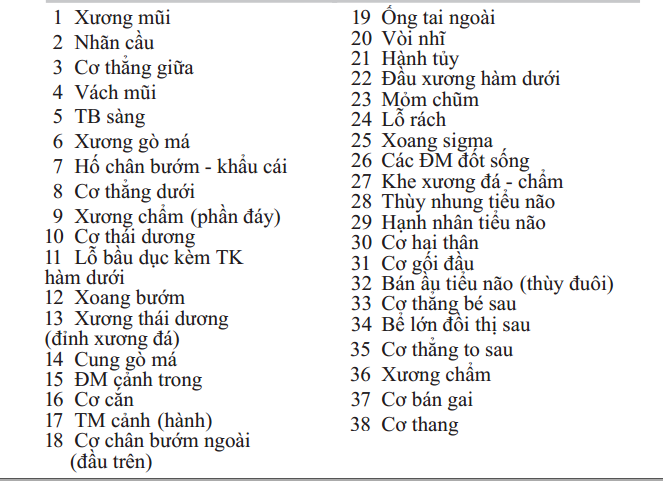 1 Xương mũi
2 Nhãn cầu
3 Cơ thẳng giữa
4 Vách mũi
5 TB sàng
6 Xương gò má
7 Hố chân bướm - khẩu cái
8 Cơ thẳng dưới
9 Xương chẩm (phần đáy)
10 Cơ thái dương
11 Lỗ bầu dục kèm TK
hàm dưới
12 Xoang bướm
13 Xương thái dương
(đỉnh xương đá)
14 Cung gò má
15 ĐM cảnh trong
16 Cơ cắn
17 TM cảnh (hành)
18 Cơ chân bướm ngoài
(đầu trên)
19 Ống tai ngoài
20 Vòi nhĩ
21 Hành tủy
22 Đầu xương hàm dưới
23 Mỏm chũm
24 Lỗ rách
25 Xoang sigma
26 Các ĐM đốt sống
27 Khe xương đá - chẩm
28 Thùy nhung tiểu não
29 Hạnh nhân tiểu não
30 Cơ hai thân
31 Cơ gối đầu
32 Bán ầu tiểu não (thùy đuôi)
33 Cơ thẳng bé sau
34 Bể lớn đồi thị sau
35 Cơ thẳng to sau
36 Xương chẩm
37 Cơ bán gai
38 Cơ thang